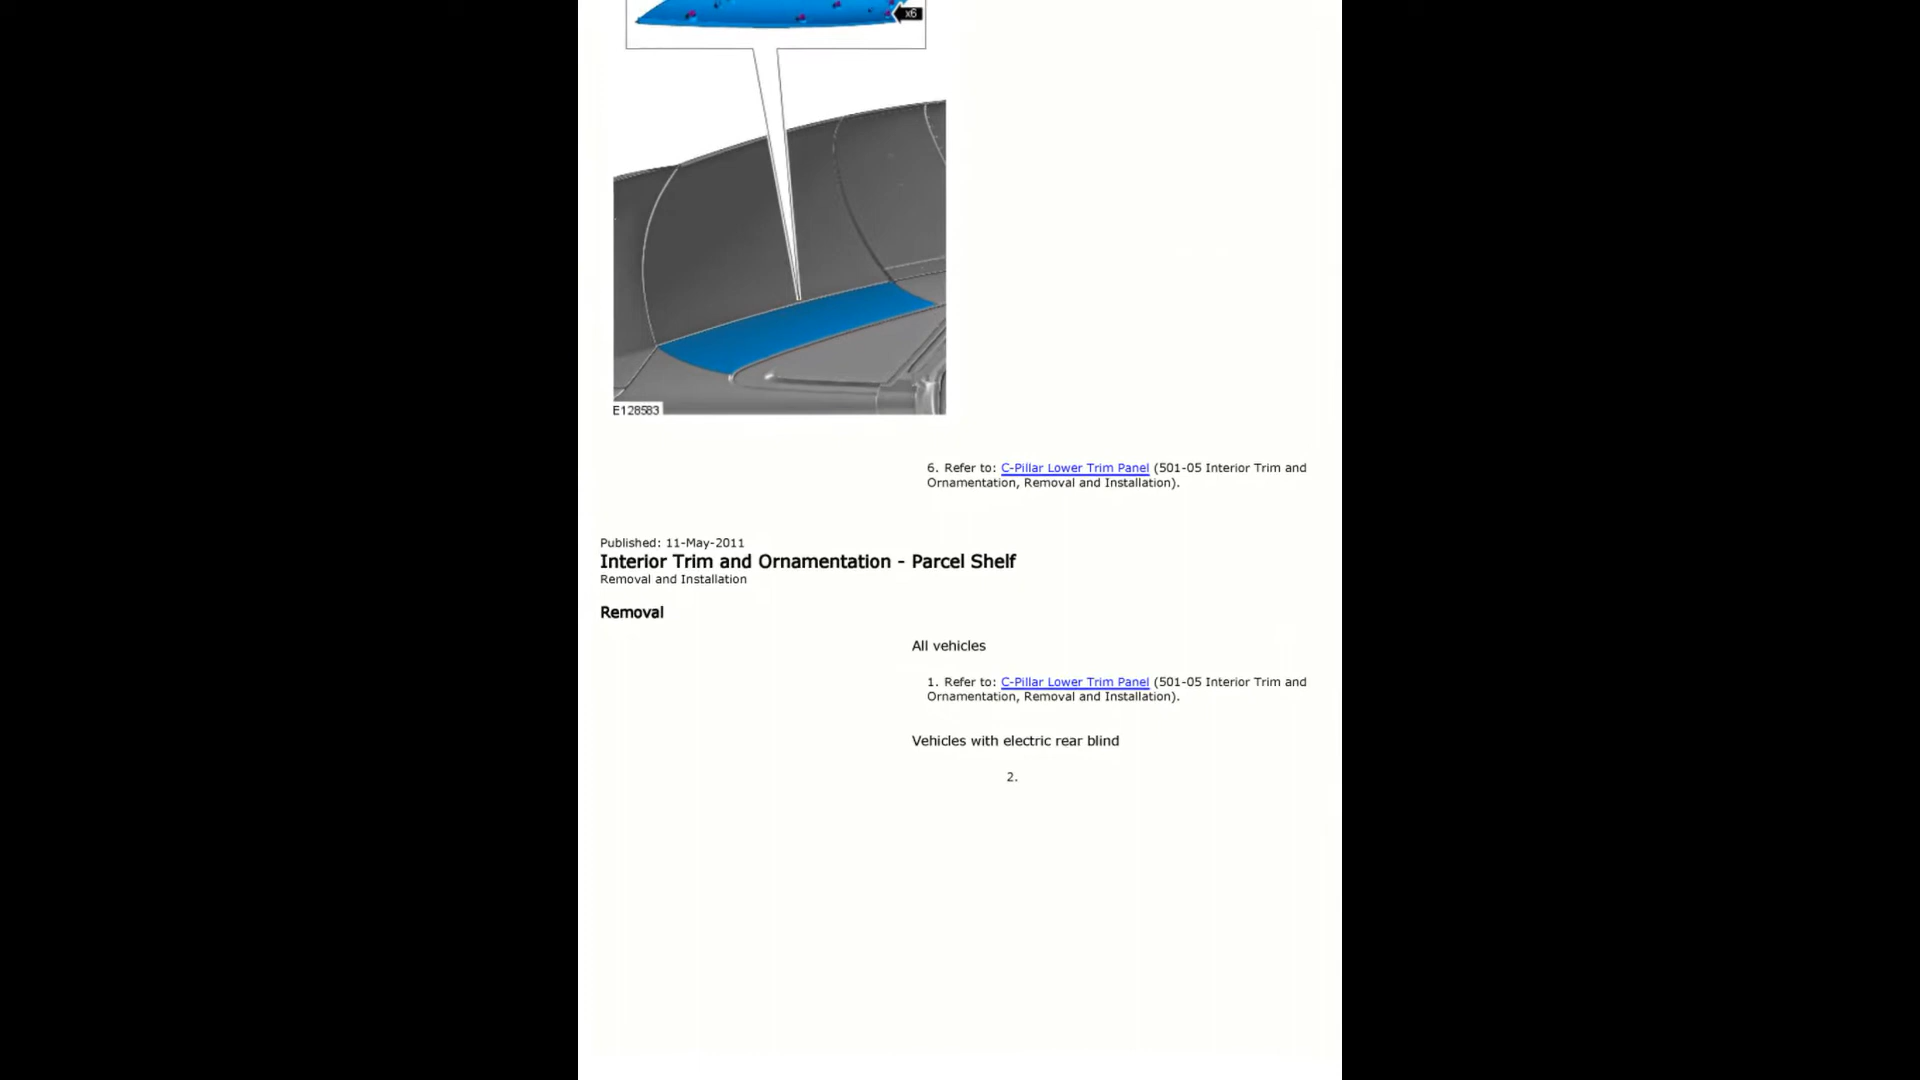 x6
E128583
6. Refer to: C-Pillar Lower Trim Panel (501-05 Interior Trim and
Ornamentation, Removal and Installation).
Published: 11-May-2011
Interior Trim and Ornamentation - Parcel Shelf
Removal and Installation
Removal
All vehicles
1. Refer to: C-Pillar Lower Trim Panel (501-05 Interior Trim and
Ornamentation, Removal and Installation).
Vehicles with electric rear blind
2.